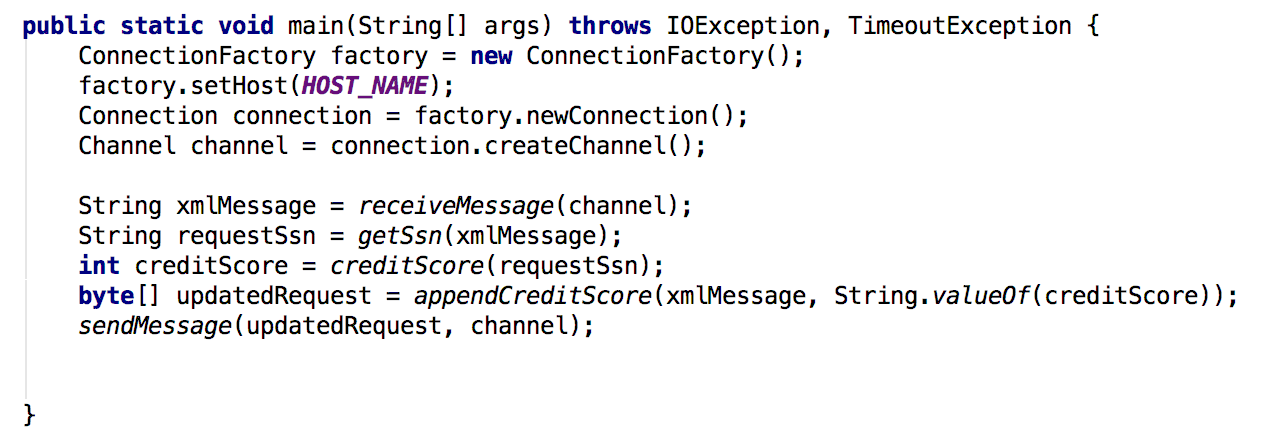 public static void main(String[] args) throws IOException, TimeoutException {
    ConnectionFactory factory = new ConnectionFactory();
    factory.setHost(HOST_NAME);
    Connection connection = factory.newConnection();
    Channel channel = connection.createChannel();

    String xmlMessage = receiveMessage(channel);
    String requestSsn = getSsn(xmlMessage);
    int creditScore = creditScore(requestSsn);
    byte[] updatedRequest = appendCreditScore(xmlMessage, String.valueOf(creditScore));
    sendMessage(updatedRequest, channel);

}